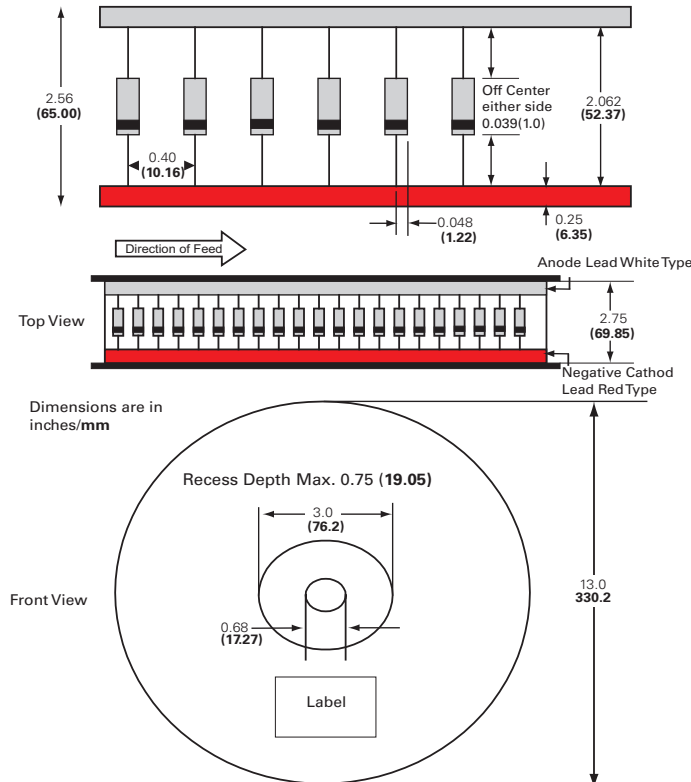 2.56
(65.00)
0.40
(10.16)
Off Center
either side
0.039(1.0)
2.062
(52.37)
0.048
(1.22)
0.25
(6.35)
Direction of Feed
Anode Lead White Type
Top View
2.75
(69.85)
Negative Cathod
Lead Red Type
Dimensions are in
inches/mm
Recess Depth Max. 0.75 (19.05)
3.0
(76.2)
13.0
330.2
Front View
0.68
(17.27)
Label